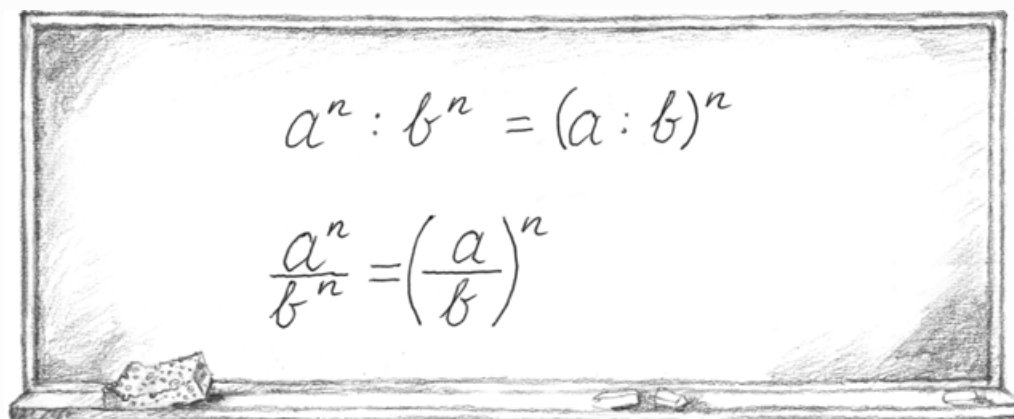 aⁿ : bⁿ = (a : b)ⁿ
aⁿ/bⁿ = (a/b)ⁿ